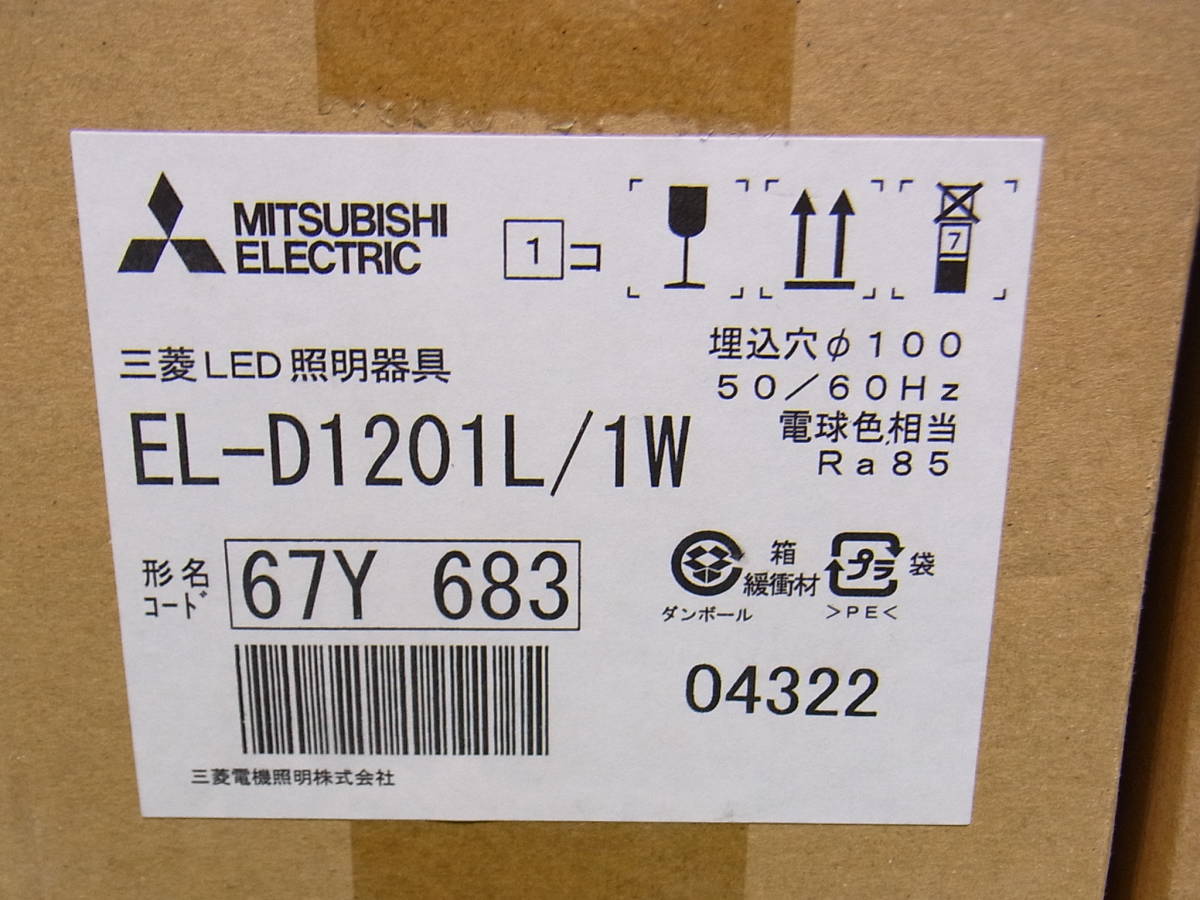 MITSUBISHI
ELECTRIC
1コ
7
三菱LED照明器具
埋込穴φ100
50/60Hz
電球色相当
Ra85
EL-D1201L/1W
形名
コード
67Y 683
箱
緩衝材
ダンボール
プラ
袋
>PE<
04322
三菱電機照明株式会社